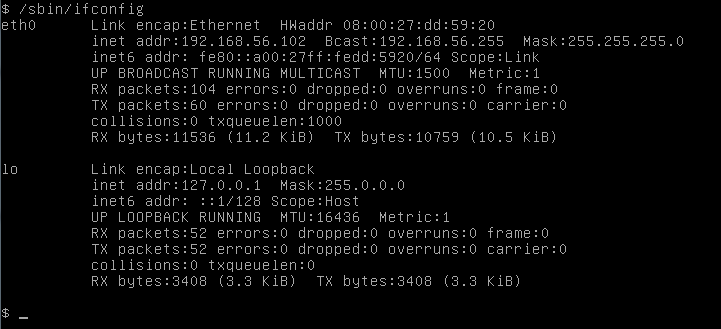 $ /sbin/ifconfig
eth0      Link encap:Ethernet  HWaddr 08:00:27:dd:59:20
          inet addr:192.168.56.102  Bcast:192.168.56.255  Mask:255.255.255.0
          inet6 addr: fe80::a00:27ff:fedd:5920/64 Scope:Link
          UP BROADCAST RUNNING MULTICAST  MTU:1500  Metric:1
          RX packets:104 errors:0 dropped:0 overruns:0 frame:0
          TX packets:60 errors:0 dropped:0 overruns:0 carrier:0
          collisions:0 txqueuelen:1000
          RX bytes:11536 (11.2 KiB)  TX bytes:10759 (10.5 KiB)

lo        Link encap:Local Loopback
          inet addr:127.0.0.1  Mask:255.0.0.0
          inet6 addr: ::1/128 Scope:Host
          UP LOOPBACK RUNNING  MTU:16436  Metric:1
          RX packets:52 errors:0 dropped:0 overruns:0 frame:0
          TX packets:52 errors:0 dropped:0 overruns:0 carrier:0
          collisions:0 txqueuelen:0
          RX bytes:3408 (3.3 KiB)  TX bytes:3408 (3.3 KiB)

$ _